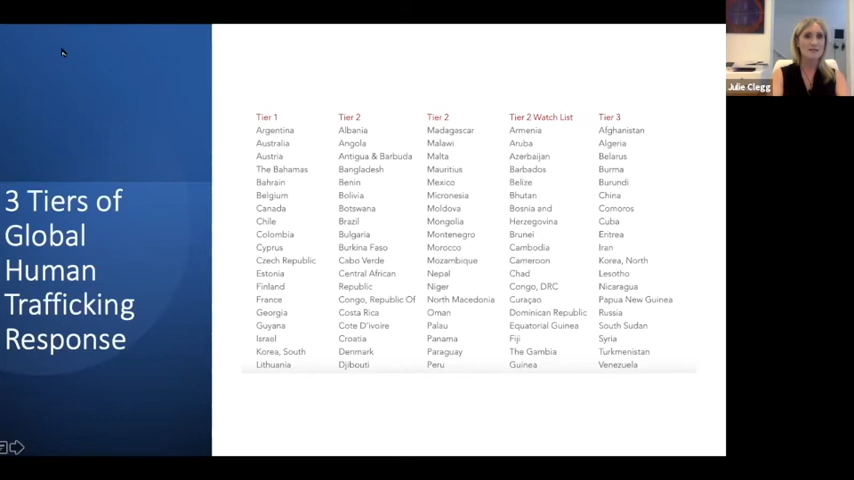 Julie Clegg
3 Tiers of
Global
Human
Trafficking
Response
Tier 1
Argentina
Australia
Austria
The Bahamas
Bahrain
Belgium
Canada
Chile
Colombia
Cyprus
Czech Republic
Estonia
Finland
France
Georgia
Guyana
Israel
Korea, South
Lithuania
Tier 2
Albania
Angola
Antigua & Barbuda
Bangladesh
Benin
Bolivia
Botswana
Brazil
Bulgaria
Burkina Faso
Cabo Verde
Central African
Republic
Congo, Republic Of
Costa Rica
Cote D'ivoire
Croatia
Denmark
Djibouti
Tier 2
Madagascar
Malawi
Malta
Mauritius
Mexico
Micronesia
Moldova
Mongolia
Montenegro
Morocco
Mozambique
Nepal
Niger
North Macedonia
Oman
Palau
Panama
Paraguay
Peru
Tier 2 Watch List
Armenia
Aruba
Azerbaijan
Barbados
Belize
Bhutan
Bosnia and
Herzegovina
Brunei
Cambodia
Cameroon
Chad
Congo, DRC
Curaçao
Dominican Republic
Equatorial Guinea
Fiji
The Gambia
Guinea
Tier 3
Afghanistan
Algeria
Belarus
Burma
Burundi
China
Comoros
Cuba
Eritrea
Iran
Korea, North
Lesotho
Nicaragua
Papua New Guinea
Russia
South Sudan
Syria
Turkmenistan
Venezuela